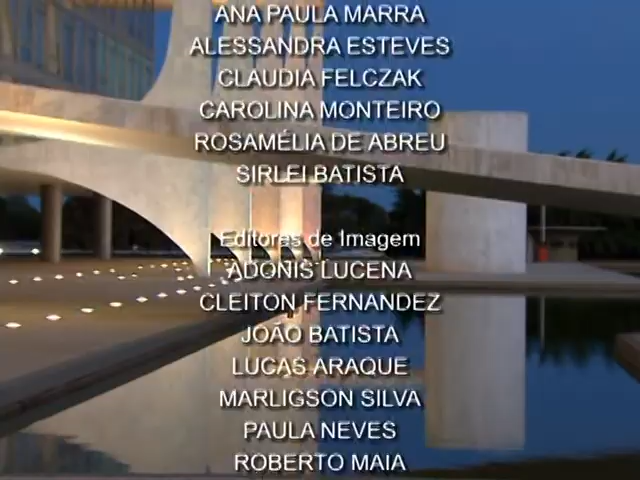 ANA PAULA MARRA
ALESSANDRA ESTEVES
CLAUDIA FELCZAK
CAROLINA MONTEIRO
ROSAMÉLIA DE ABREU
SIRLEI BATISTA
Editores de Imagem
ADONIS LUCENA
CLEITON FERNANDEZ
JOÃO BATISTA
LUCAS ARAQUE
MARLIGSON SILVA
PAULA NEVES
ROBERTO MAIA